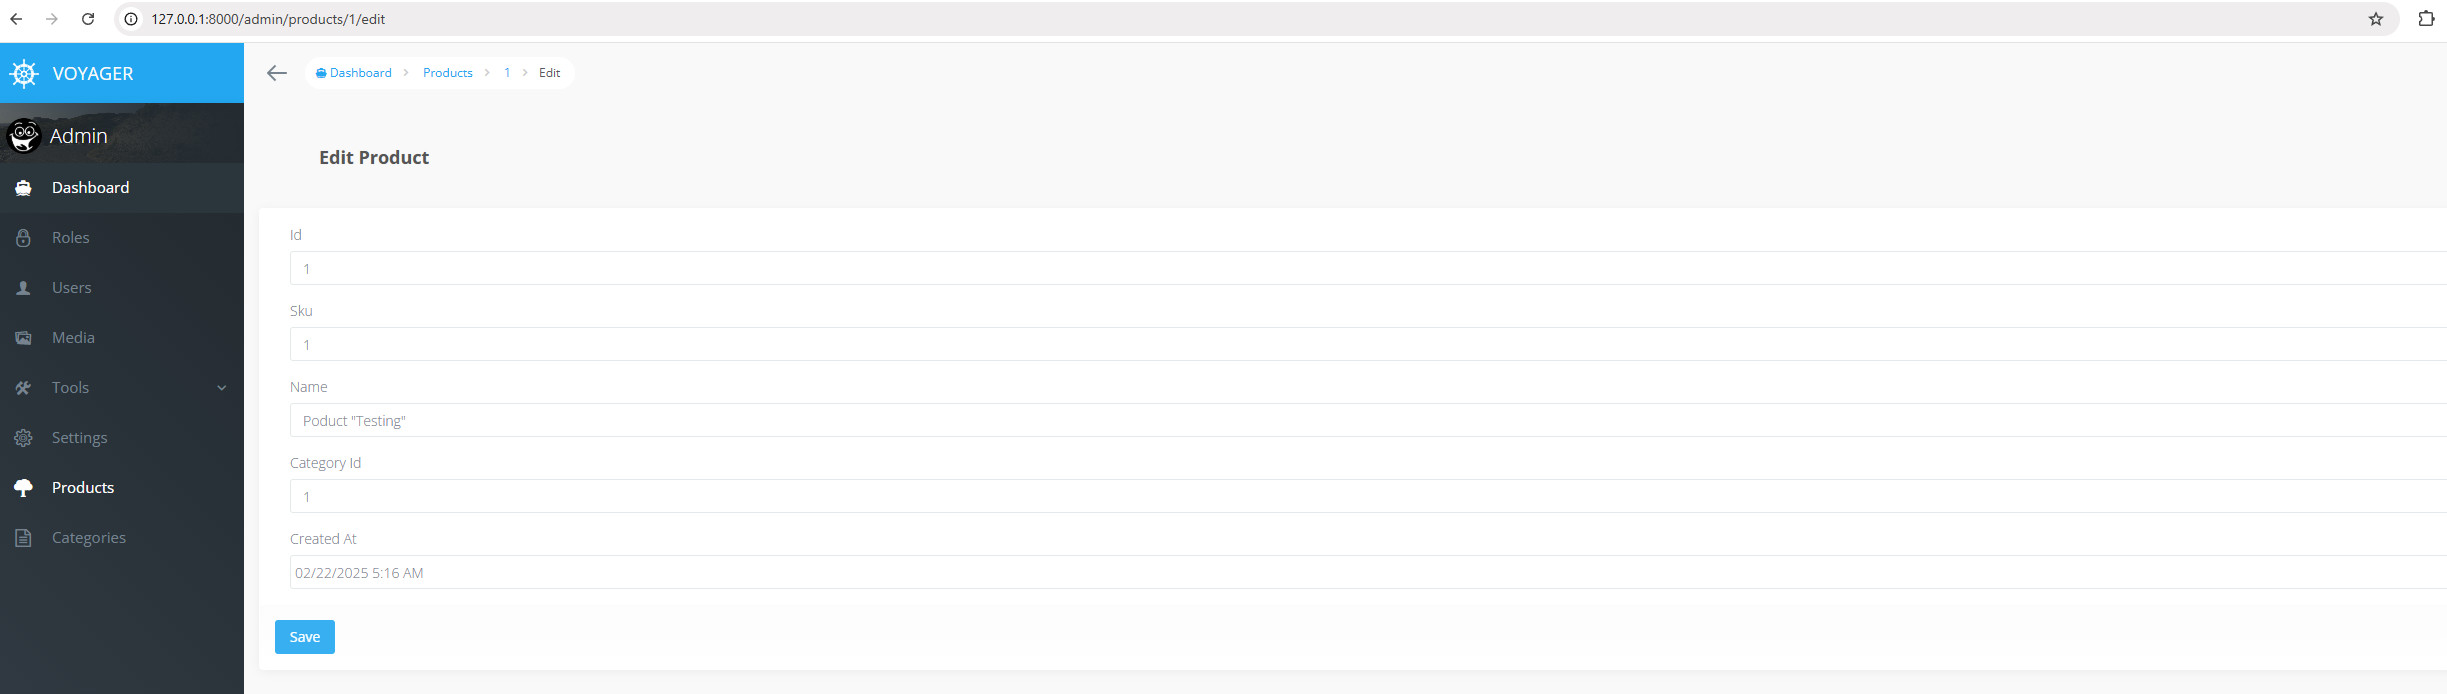 127.0.0.1:8000/admin/products/1/edit
VOYAGER
Dashboard > Products > 1 > Edit
Admin
Edit Product
Dashboard
Roles
Users
Media
Tools
Settings
Products
Categories
Id
1
Sku
1
Name
Poduct "Testing"
Category Id
1
Created At
02/22/2025 5:16 AM
Save